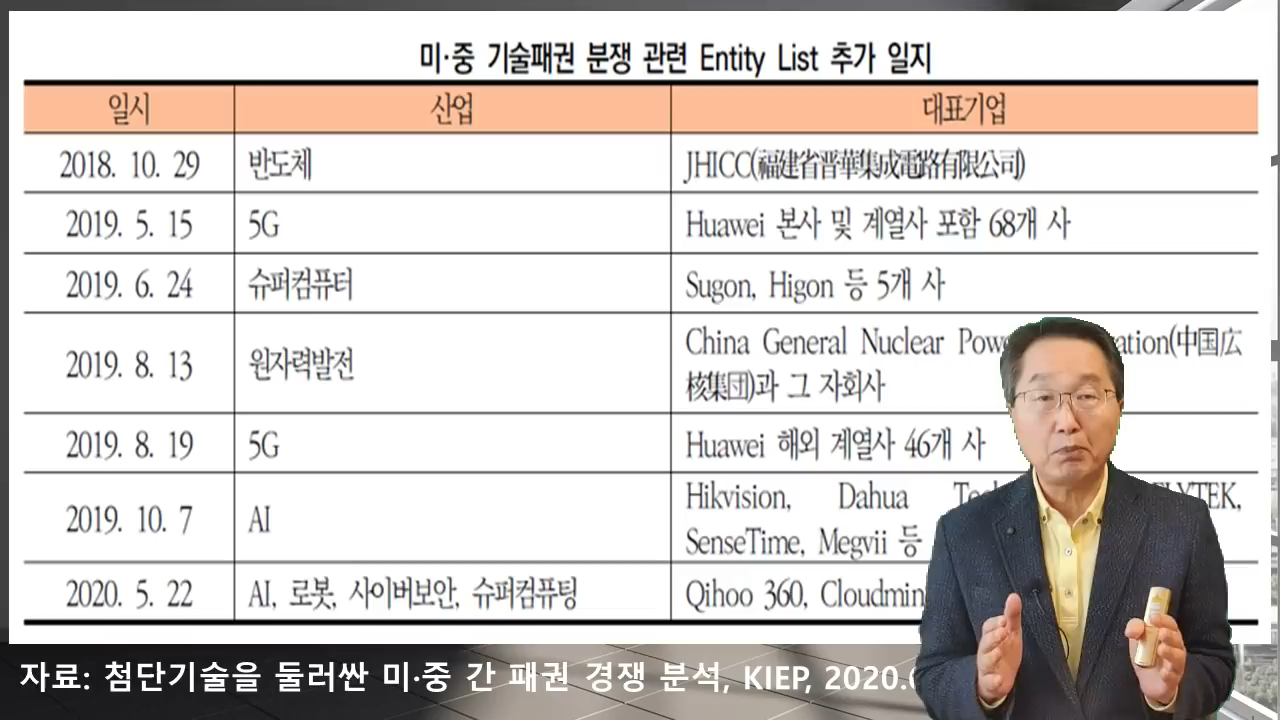 미·중 기술패권 분쟁 관련 Entity List 추가 일지
일시 산업 대표기업
2018. 10. 29 반도체 JHICC(福建省晋華集成電路有限公司)
2019. 5. 15 5G Huawei 본사 및 계열사 포함 68개 사
2019. 6. 24 슈퍼컴퓨터 Sugon, Higon 등 5개 사
2019. 8. 13 원자력발전 China General Nuclear (中国広
核集団)과 그 자회사
2019. 8. 19 5G Huawei 해외 계열사 46개 사
2019. 10. 7 AI Hikvision, Dahua
SenseTime, Megvii 등
2020. 5. 22 AI, 로봇, 사이버보안, 슈퍼컴퓨팅 Qihoo 360,
자료: 첨단기술을 둘러싼 미·중 간 패권 경쟁 분석, KIEP, 2020.